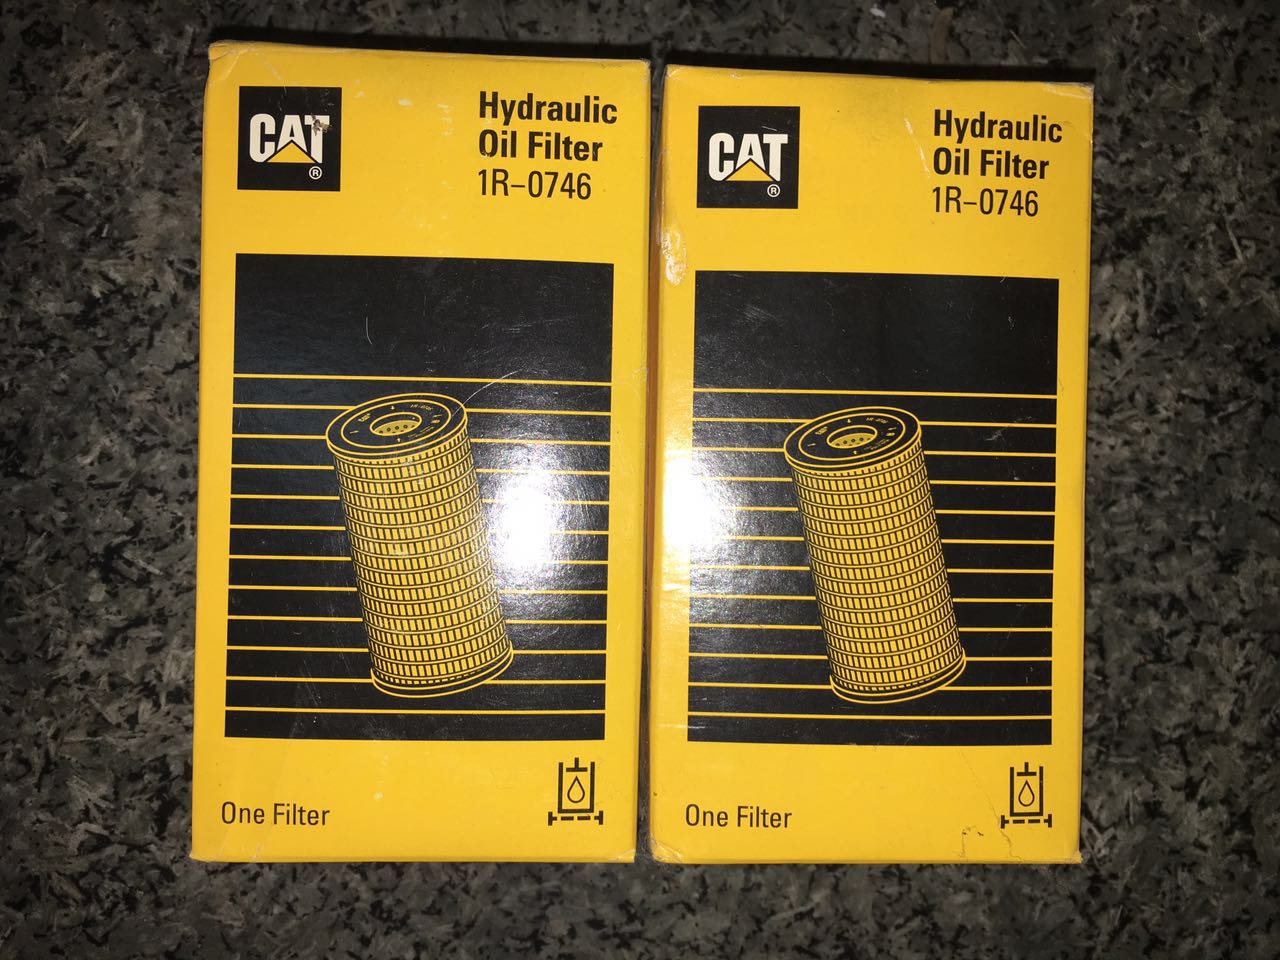 CAT
®
Hydraulic
Oil Filter
1R-0746
One Filter
CAT
®
Hydraulic
Oil Filter
1R-0746
One Filter